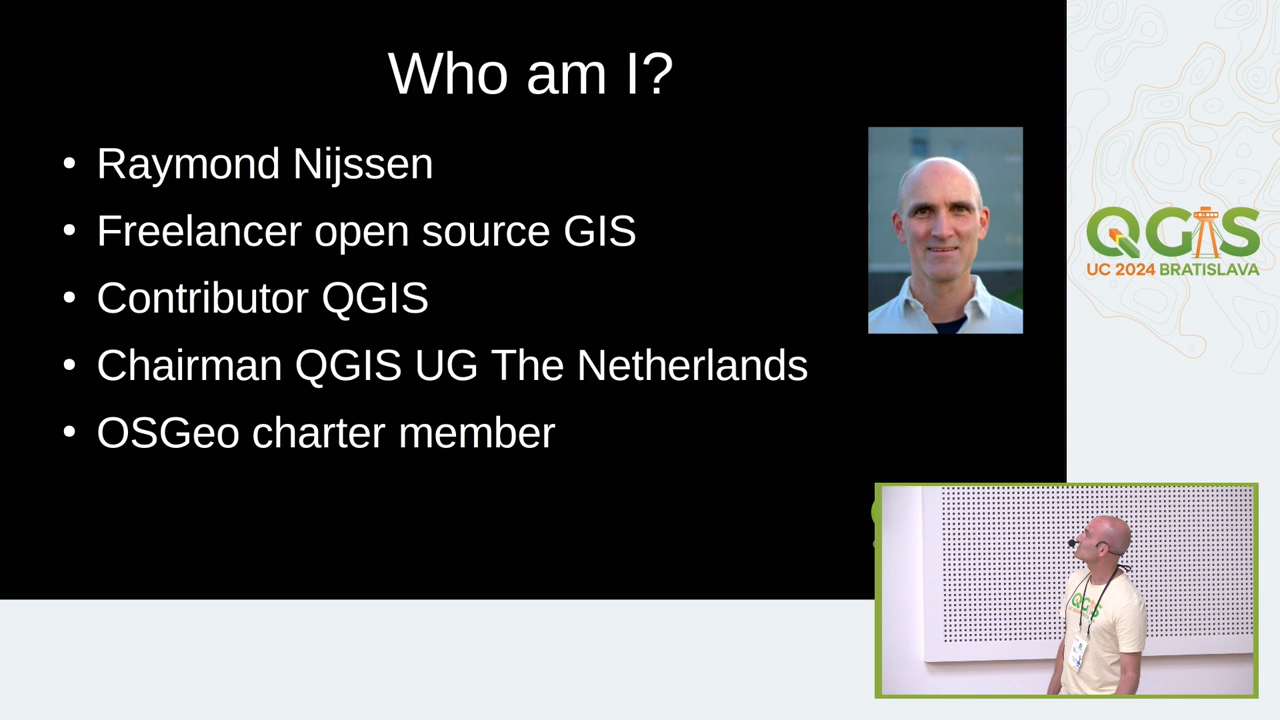 Who am I?
• Raymond Nijssen
• Freelancer open source GIS
• Contributor QGIS
• Chairman QGIS UG The Netherlands
• OSGeo charter member
QGIS
UC 2024 BRATISLAVA
QGIS